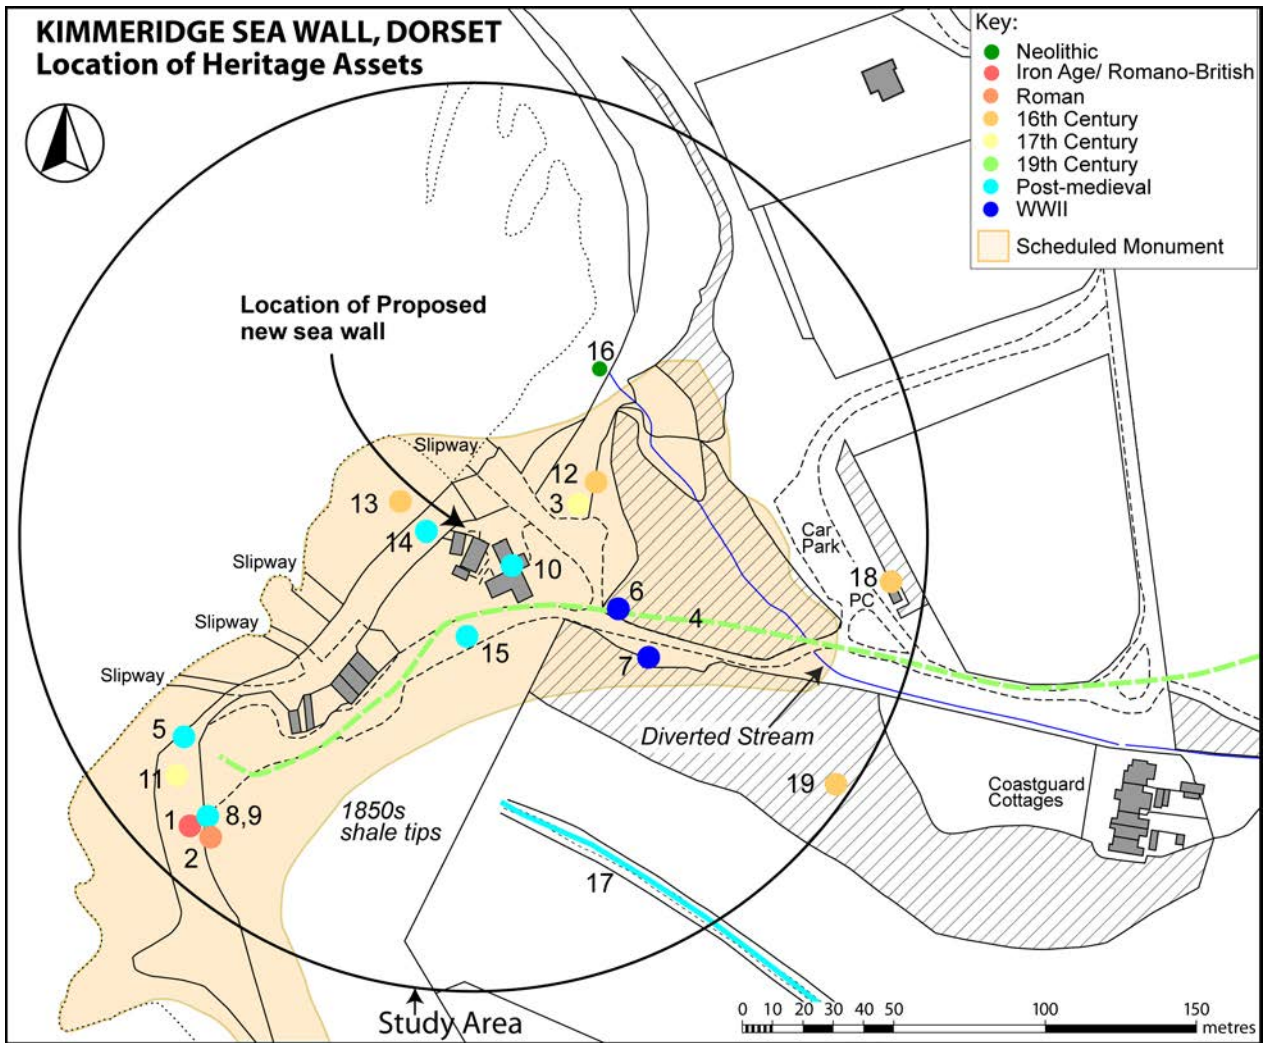 KIMMERIDGE SEA WALL, DORSET
Location of Heritage Assets
Key:
Neolithic
Iron Age/ Romano-British
Roman
16th Century
17th Century
19th Century
Post-medieval
WWII
Scheduled Monument
Location of Proposed
new sea wall
16
Slipway
12
3
13
14
10
Car
Park
18
PC
Slipway
6
4
Slipway
15
7
Slipway
5
Diverted Stream
11
19
Coastguard
Cottages
1
8,9
2
1850s
shale tips
17
Study Area
0 10 20 30 40 50 100 150
metres